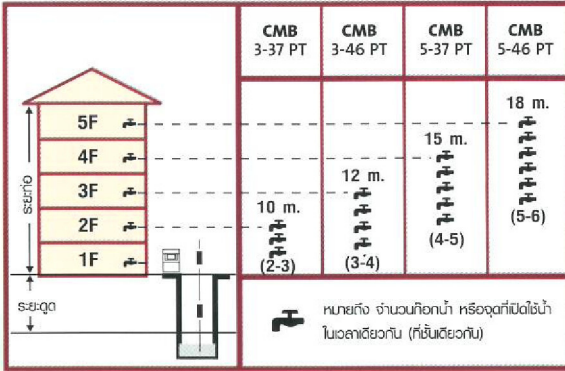 CMB
3-37 PT
CMB
3-46 PT
CMB
5-37 PT
CMB
5-46 PT
18 m.
5F
15 m.
4F
12 m.
3F
10 m.
2F
1F
(2-3)
(3-4)
(4-5)
(5-6)
ระยะท่อ
ระยะดูด
หมายถึง จำนวนก๊อกน้ำ หรือจุดที่เปิดใช้น้ำ
ในเวลาเดียวกัน (ที่ชั้นเดียวกัน)